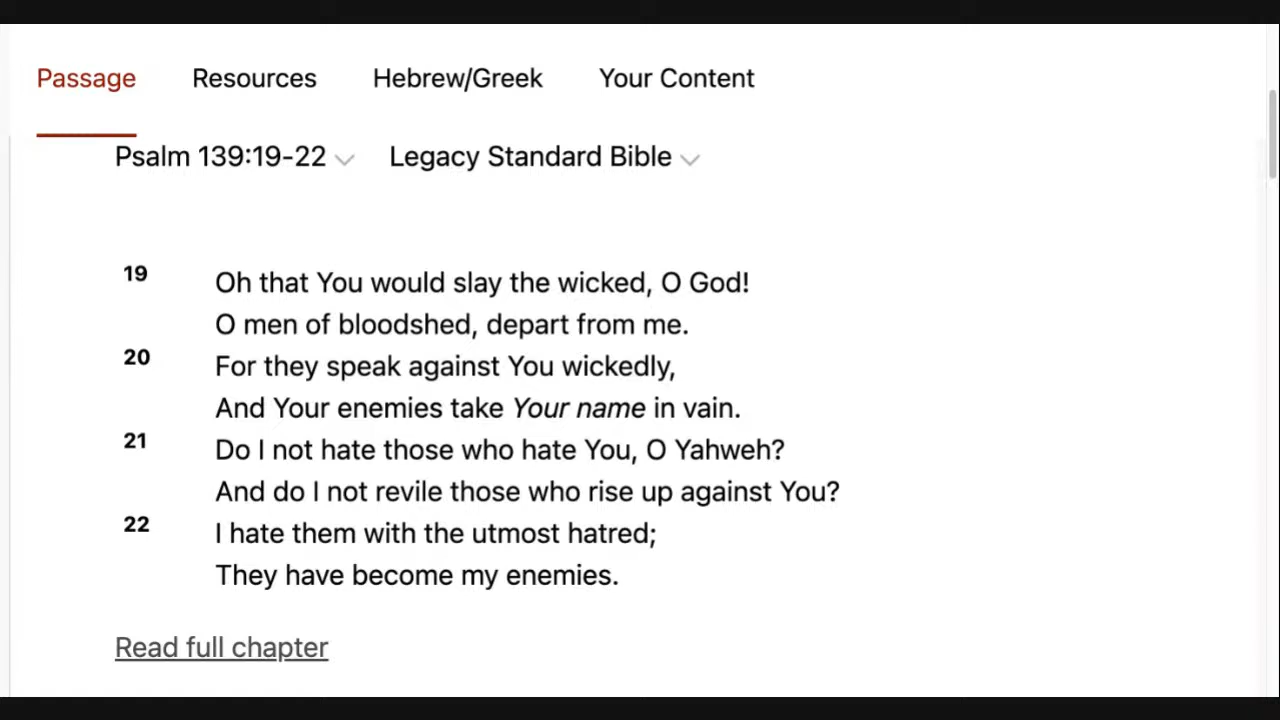 Passage Resources Hebrew/Greek Your Content
Psalm 139:19-22 Legacy Standard Bible
19 Oh that You would slay the wicked, O God!
O men of bloodshed, depart from me.
20 For they speak against You wickedly,
And Your enemies take Your name in vain.
21 Do I not hate those who hate You, O Yahweh?
And do I not revile those who rise up against You?
22 I hate them with the utmost hatred;
They have become my enemies.
Read full chapter